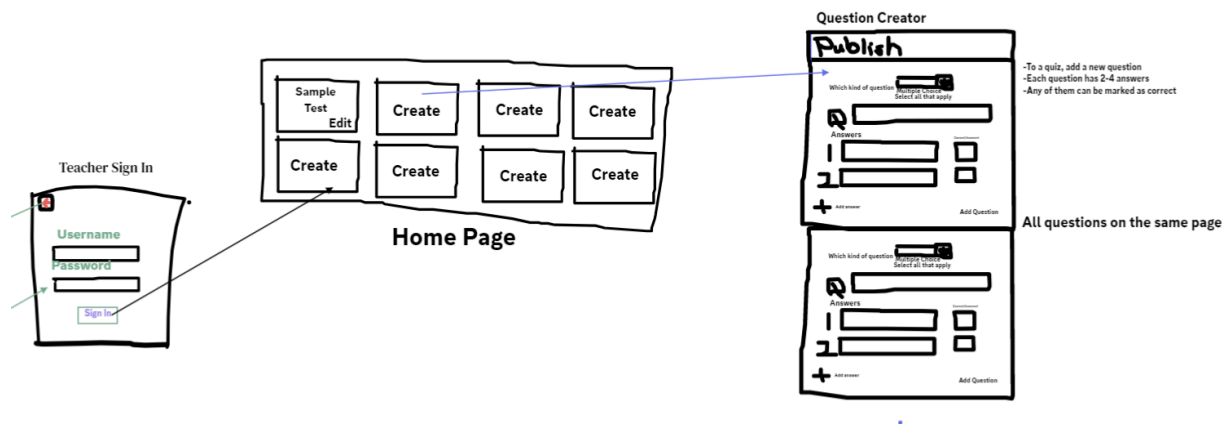 Question Creator
Publish
-To a quiz, add a new question
-Each question has 2-4 answers
-Any of them can be marked as correct
Which kind of question
Multiple Choice
Select all that apply
Q
Answers
1
2
+ Add answer
Add Question
Sample
Test
Edit
Create
Create
Create
Create
Create
Create
Create
Home Page
Teacher Sign In
Username
Password
Sign In
All questions on the same page
Which kind of question
Multiple Choice
Select all that apply
Q
Answers
1
2
+ Add answer
Add Question